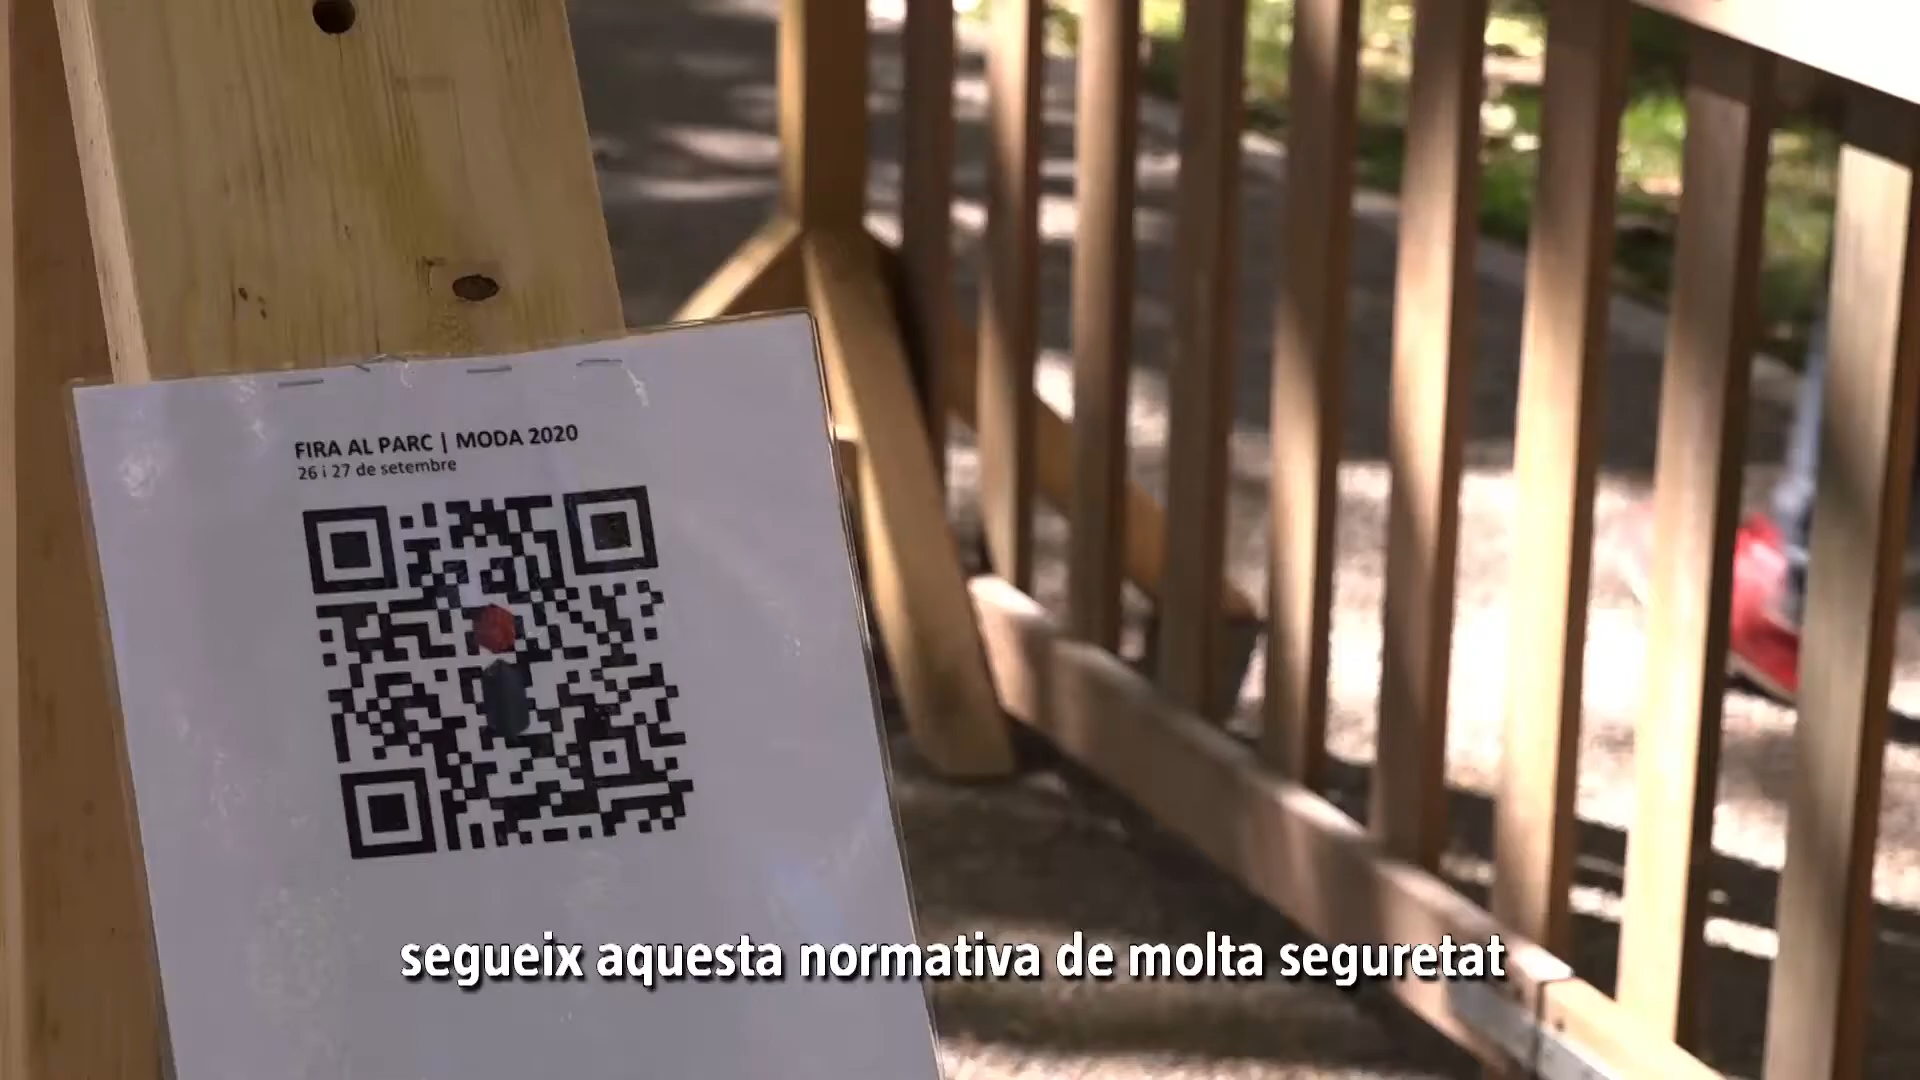 FIRA AL PARC | MODA 2020
26 i 27 de setembre
segueix aquesta normativa de molta seguretat